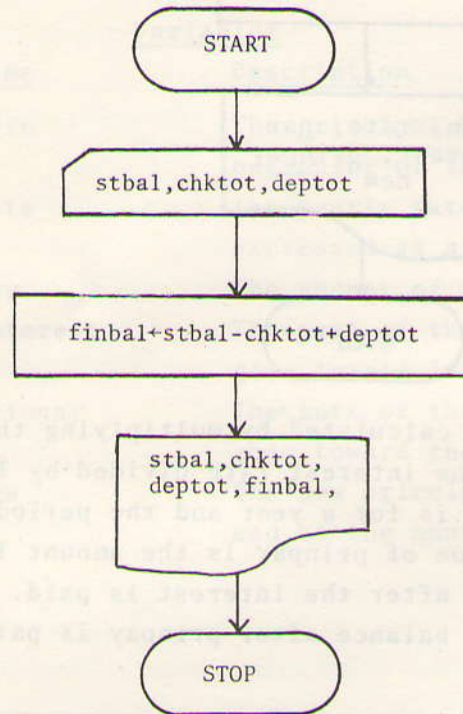 START
stbal,chktot,deptot
finbal←stbal-chktot+deptot
stbal,chktot,
deptot,finbal,
STOP